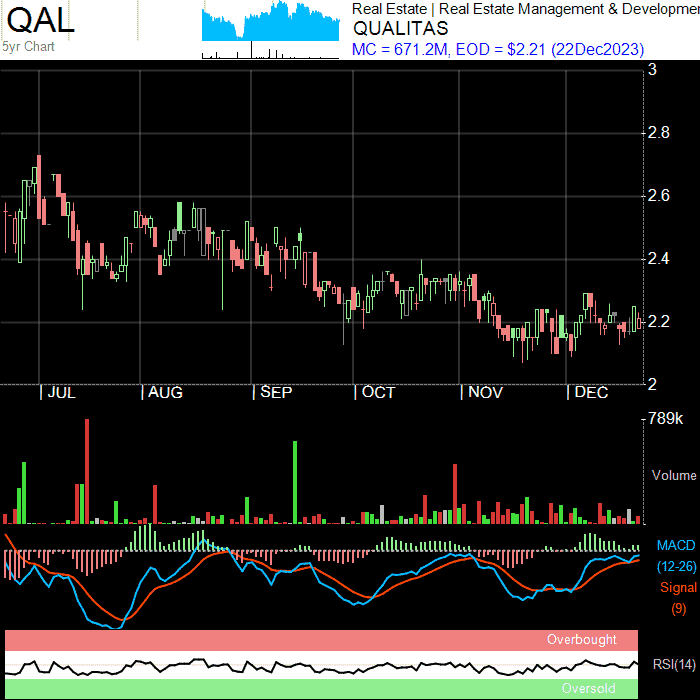 QAL
5yr Chart
Real Estate | Real Estate Management & Developmen
QUALITAS
MC = 671.2M, EOD = $2.21 (22Dec2023)
3
2.8
2.6
2.4
2.2
2
JUL AUG SEP OCT NOV DEC
789k
Volume
MACD
(12-26)
Signal
(9)
Overbought
RSI(14)
Oversold